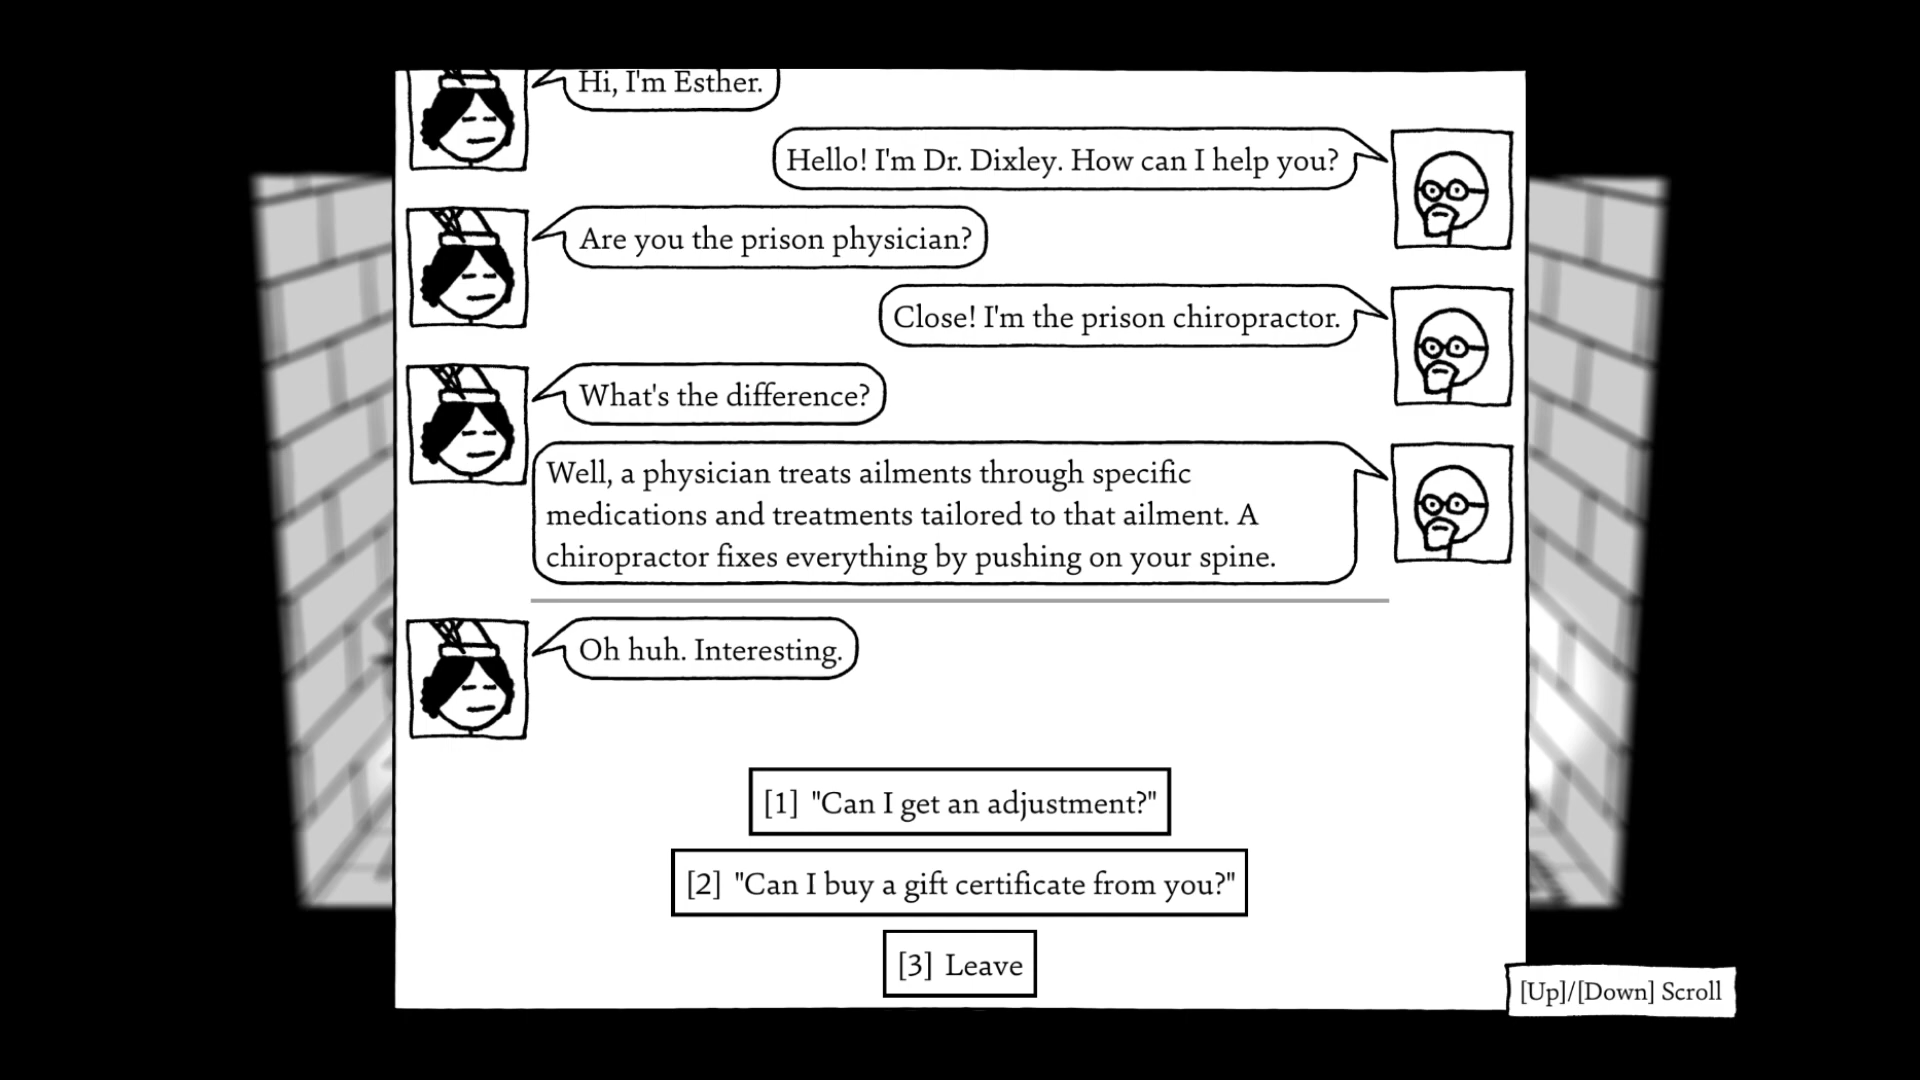 Hi, I'm Esther.
Hello! I'm Dr. Dixley. How can I help you?
Are you the prison physician?
Close! I'm the prison chiropractor.
What's the difference?
Well, a physician treats ailments through specific
medications and treatments tailored to that ailment. A
chiropractor fixes everything by pushing on your spine.
Oh huh. Interesting.
[1] "Can I get an adjustment?"
[2] "Can I buy a gift certificate from you?"
[3] Leave
[Up]/[Down] Scroll